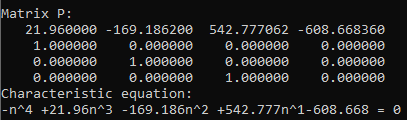 Matrix P:
21.960000 -169.186200 542.777062 -608.668360
1.000000 0.000000 0.000000 0.000000
0.000000 1.000000 0.000000 0.000000
0.000000 0.000000 1.000000 0.000000
Characteristic equation:
-n^4 +21.96n^3 -169.186n^2 +542.777n^1-608.668 = 0